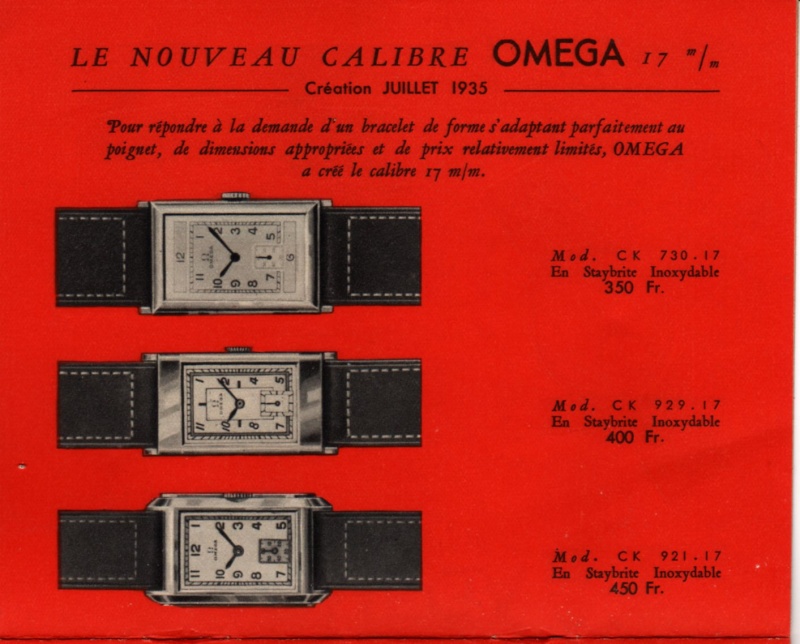 LE NOUVEAU CALIBRE OMEGA 17 m/m
Création JUILLET 1935
Pour répondre à la demande d'un bracelet de forme s'adaptant parfaitement au
poignet, de dimensions appropriées et de prix relativement limités, OMEGA
a créé le calibre 17 m/m.
Mod. CK 730.17
En Staybrite Inoxydable
350 Fr.
Mod. CK 929.17
En Staybrite Inoxydable
400 Fr.
Mod. CK 921.17
En Staybrite Inoxydable
450 Fr.